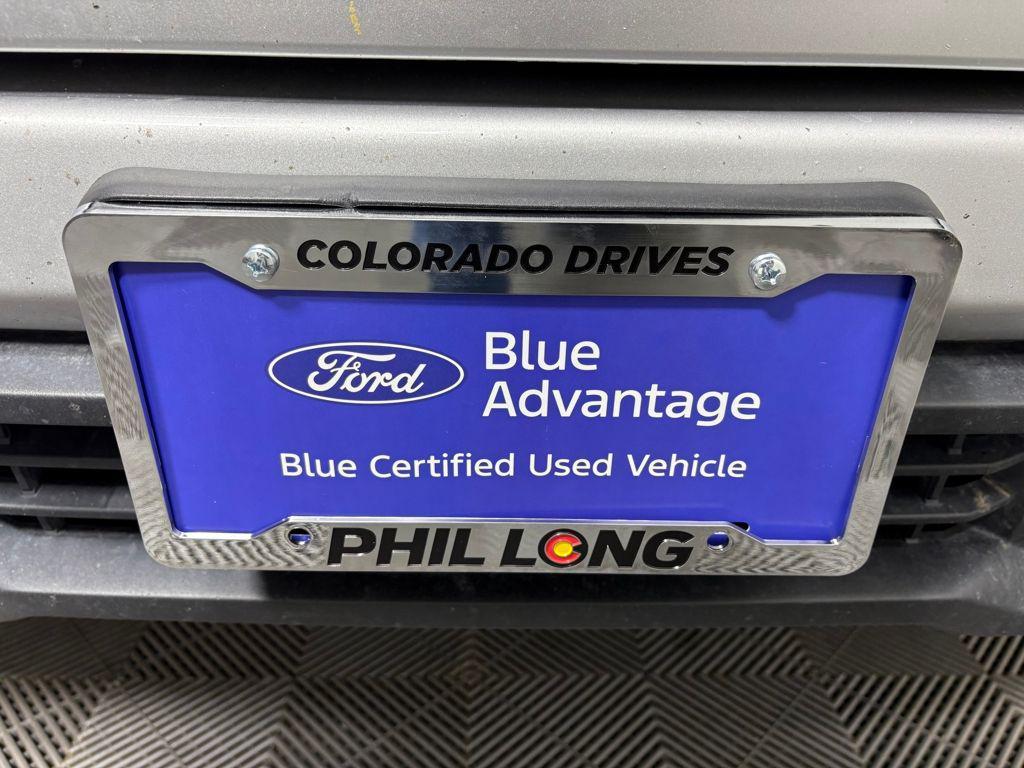 COLORADO DRIVES
Ford
Blue
Advantage
Blue Certified Used Vehicle
PHIL LONG